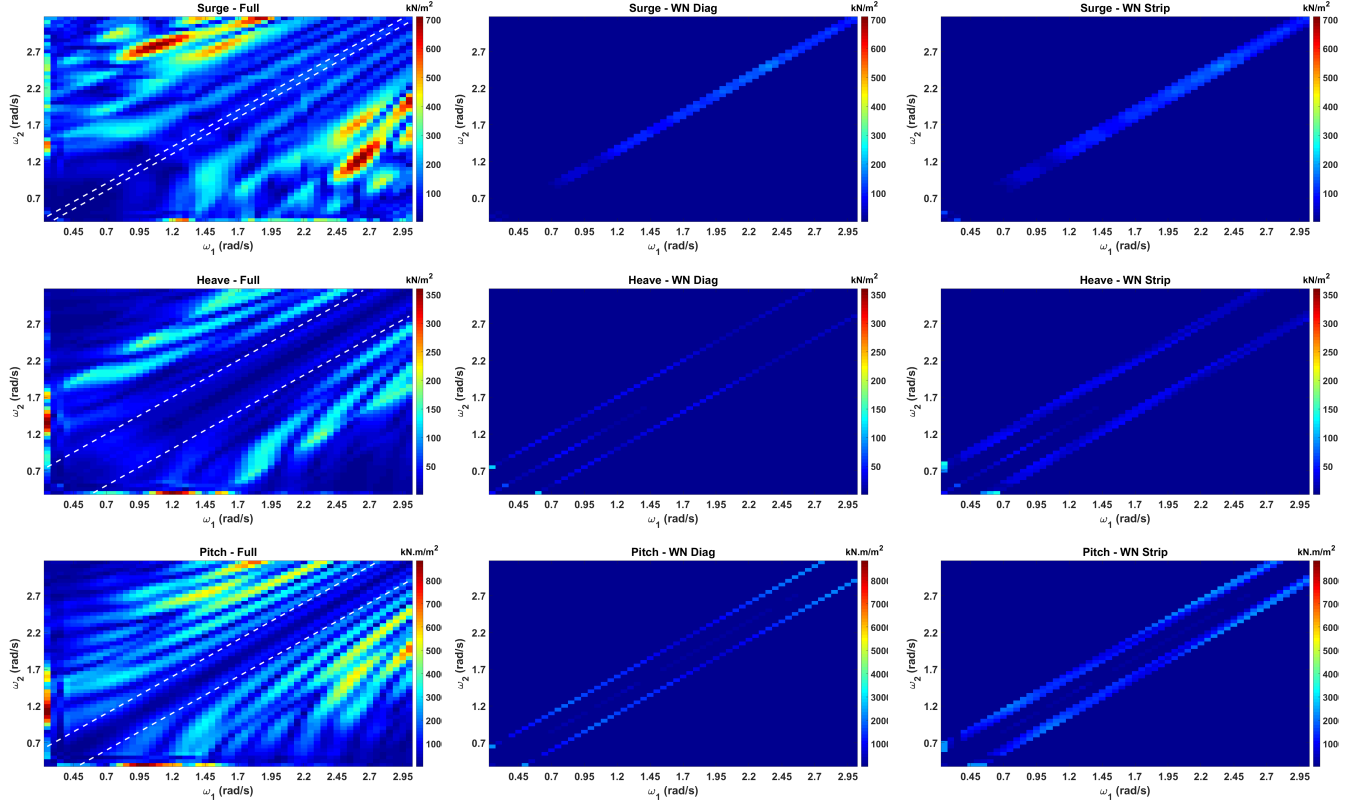 Surge - Full
kN/m2
700
600
500
400
300
200
100
2.7
2.2
1.7
1.2
0.7
ω2 (rad/s)
0.45 0.7 0.95 1.2 1.45 1.7 1.95 2.2 2.45 2.7 2.95
ω1 (rad/s)
Surge - WN Diag
kN/m2
700
600
500
400
300
200
100
2.7
2.2
1.7
1.2
0.7
ω2 (rad/s)
0.45 0.7 0.95 1.2 1.45 1.7 1.95 2.2 2.45 2.7 2.95
ω1 (rad/s)
Surge - WN Strip
kN/m2
700
600
500
400
300
200
100
2.7
2.2
1.7
1.2
0.7
ω2 (rad/s)
0.45 0.7 0.95 1.2 1.45 1.7 1.95 2.2 2.45 2.7 2.95
ω1 (rad/s)
Heave - Full
kN/m2
350
300
250
200
150
100
50
2.7
2.2
1.7
1.2
0.7
ω2 (rad/s)
0.45 0.7 0.95 1.2 1.45 1.7 1.95 2.2 2.45 2.7 2.95
ω1 (rad/s)
Heave - WN Diag
kN/m2
350
300
250
200
150
100
50
2.7
2.2
1.7
1.2
0.7
ω2 (rad/s)
0.45 0.7 0.95 1.2 1.45 1.7 1.95 2.2 2.45 2.7 2.95
ω1 (rad/s)
Heave - WN Strip
kN/m2
350
300
250
200
150
100
50
2.7
2.2
1.7
1.2
0.7
ω2 (rad/s)
0.45 0.7 0.95 1.2 1.45 1.7 1.95 2.2 2.45 2.7 2.95
ω1 (rad/s)
Pitch - Full
kN.m/m2
800
700
600
500
400
300
200
100
2.7
2.2
1.7
1.2
0.7
ω2 (rad/s)
0.45 0.7 0.95 1.2 1.45 1.7 1.95 2.2 2.45 2.7 2.95
ω1 (rad/s)
Pitch - WN Diag
kN.m/m2
8000
7000
6000
5000
4000
3000
2000
1000
2.7
2.2
1.7
1.2
0.7
ω2 (rad/s)
0.45 0.7 0.95 1.2 1.45 1.7 1.95 2.2 2.45 2.7 2.95
ω1 (rad/s)
Pitch - WN Strip
kN.m/m2
800
700
600
500
400
300
200
100
2.7
2.2
1.7
1.2
0.7
ω2 (rad/s)
0.45 0.7 0.95 1.2 1.45 1.7 1.95 2.2 2.45 2.7 2.95
ω1 (rad/s)